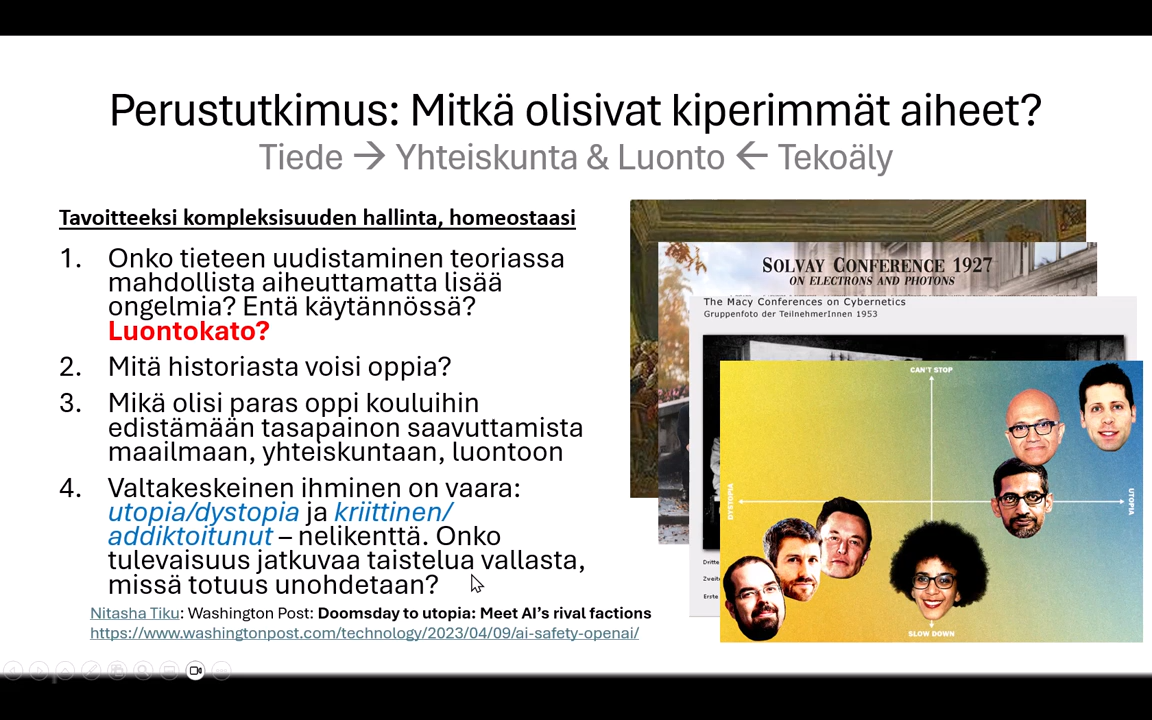 Perustutkimus: Mitkä olisivat kiperimmät aiheet?
Tiede → Yhteiskunta & Luonto ← Tekoäly
Tavoitteeksi kompleksisuuden hallinta, homeostaasi
1. Onko tieteen uudistaminen teoriassa
mahdollista aiheuttamatta lisää
ongelmia? Entä käytännössä?
Luontokato?
2. Mitä historiasta voisi oppia?
3. Mikä olisi paras oppi kouluihin
edistämään tasapainon saavuttamista
maailmaan, yhteiskuntaan, luontoon
4. Valtakeskeinen ihminen on vaara:
utopia/dystopia ja kriittinen/
addiktoitunut – nelikenttä. Onko
tulevaisuus jatkuvaa taistelua vallasta,
missä totuus unohdetaan?
Nitasha Tiku: Washington Post: Doomsday to utopia: Meet AI's rival factions
https://www.washingtonpost.com/technology/2023/04/09/ai-safety-openai/
SOLVAY CONFERENCE 1927
ON ELECTRONS AND PHOTONS
The Macy Conferences on Cybernetics
Gruppenfoto der TeilnehmerInnen 1953
Dritte
Zweite
Erste
CAN'T STOP
DYSTOPIA
UTOPIA
SLOW DOWN